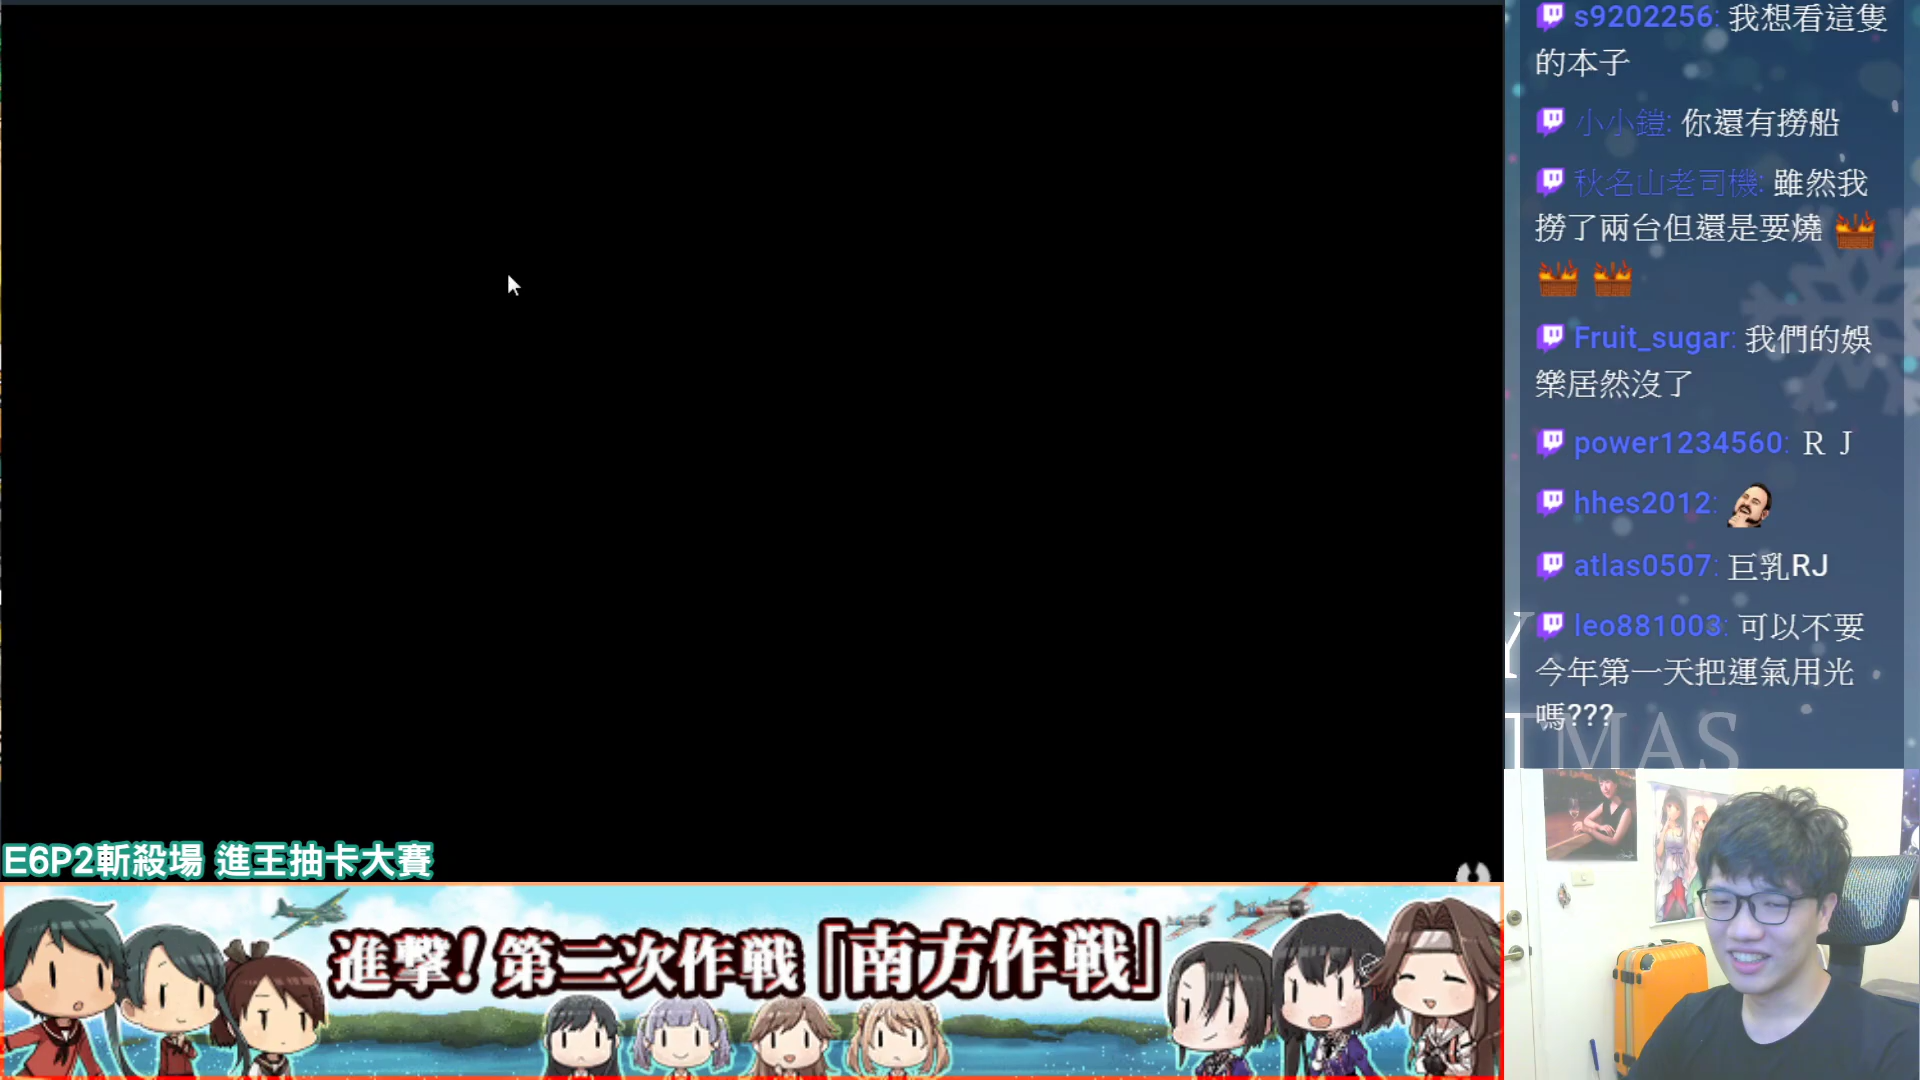 s9202256: 我想看這隻
的本子
小小鎧: 你還有撈船
秋名山老司機: 雖然我
撈了兩台但還是要燒
Fruit_sugar: 我們的娛
樂居然沒了
power1234560: R J
hhes2012:
atlas0507: 巨乳RJ
leo881003: 可以不要
今年第一天把運氣用光
嗎???
Y
TMAS
E6P2斬殺場 進王抽卡大賽
進撃!第二次作戦「南方作戦」